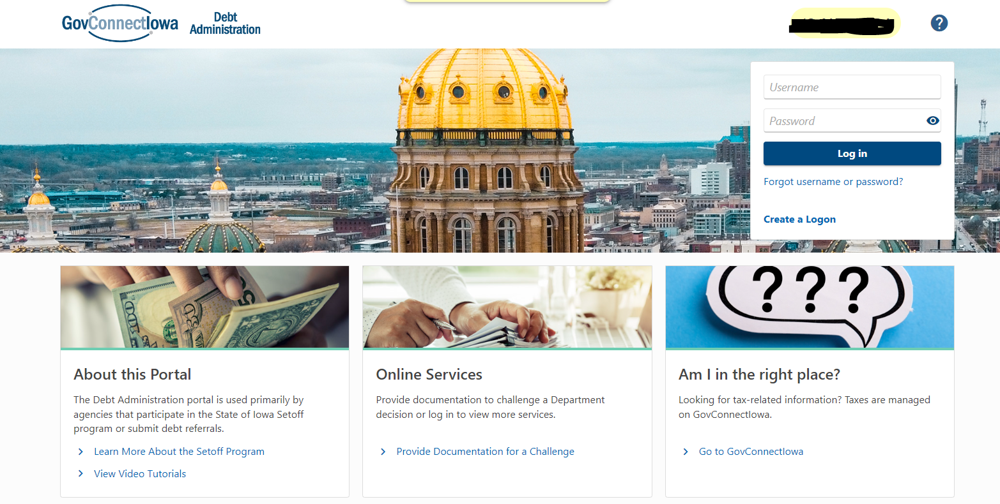 GovConnectIowa
Debt
Administration
?
Username
Password
Log in
Forgot username or password?
Create a Logon
???
About this Portal
The Debt Administration portal is used primarily by
agencies that participate in the State of Iowa Setoff
program or submit debt referrals.
Learn More About the Setoff Program
View Video Tutorials
Online Services
Provide documentation to challenge a Department
decision or log in to view more services.
Provide Documentation for a Challenge
Am I in the right place?
Looking for tax-related information? Taxes are managed
on GovConnectIowa.
Go to GovConnectIowa